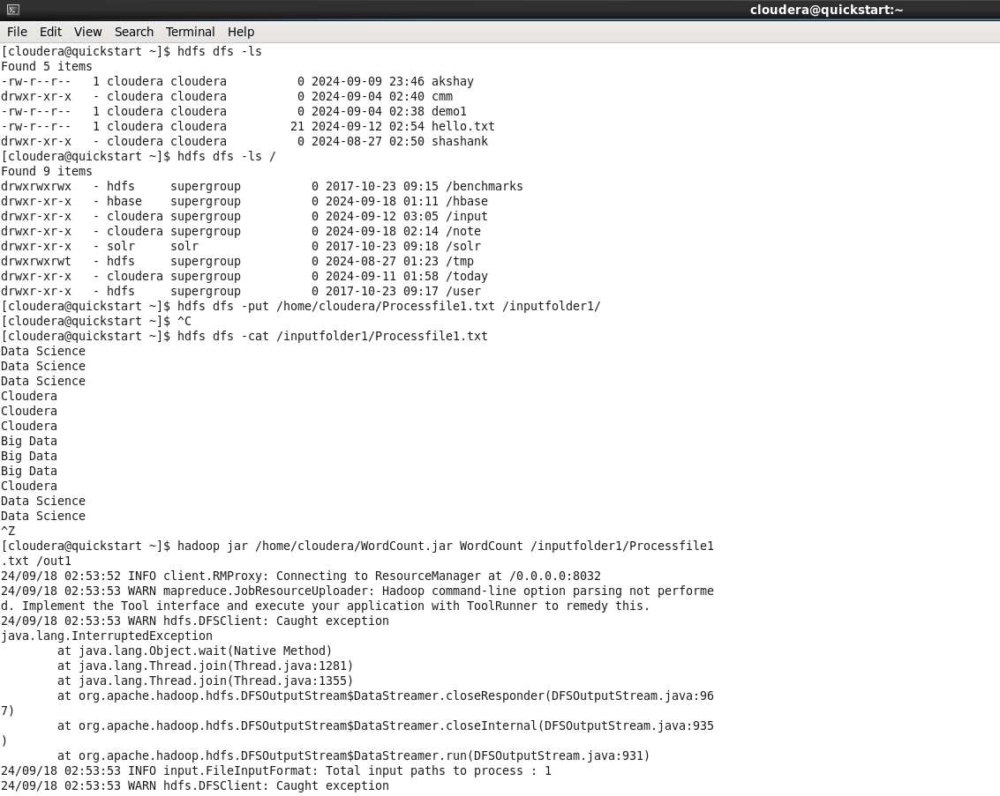 cloudera@quickstart:~
File Edit View Search Terminal Help
[cloudera@quickstart ~]$ hdfs dfs -ls
Found 5 items
-rw-r--r--   1 cloudera cloudera          0 2024-09-09 23:46 akshay
drwxr-xr-x   - cloudera cloudera          0 2024-09-04 02:40 cmm
-rw-r--r--   1 cloudera cloudera          0 2024-09-04 02:38 demo1
-rw-r--r--   1 cloudera cloudera         21 2024-09-12 02:54 hello.txt
drwxr-xr-x   - cloudera cloudera          0 2024-08-27 02:50 shashank
[cloudera@quickstart ~]$ hdfs dfs -ls /
Found 9 items
drwxrwxrwx   - hdfs     supergroup          0 2017-10-23 09:15 /benchmarks
drwxr-xr-x   - hbase    supergroup          0 2024-09-18 01:11 /hbase
drwxr-xr-x   - cloudera supergroup          0 2024-09-12 03:05 /input
drwxr-xr-x   - cloudera supergroup          0 2024-09-18 02:14 /note
drwxr-xr-x   - solr     solr                0 2017-10-23 09:18 /solr
drwxrwxrwt   - hdfs     supergroup          0 2024-08-27 01:23 /tmp
drwxr-xr-x   - cloudera supergroup          0 2024-09-11 01:58 /today
drwxr-xr-x   - hdfs     supergroup          0 2017-10-23 09:17 /user
[cloudera@quickstart ~]$ hdfs dfs -put /home/cloudera/Processfile1.txt /inputfolder1/
[cloudera@quickstart ~]$ ^C
[cloudera@quickstart ~]$ hdfs dfs -cat /inputfolder1/Processfile1.txt
Data Science
Data Science
Data Science
Cloudera
Cloudera
Cloudera
Big Data
Big Data
Big Data
Cloudera
Data Science
Data Science
^Z
[cloudera@quickstart ~]$ hadoop jar /home/cloudera/WordCount.jar WordCount /inputfolder1/Processfile1
.txt /out1
24/09/18 02:53:52 INFO client.RMProxy: Connecting to ResourceManager at /0.0.0.0:8032
24/09/18 02:53:53 WARN mapreduce.JobResourceUploader: Hadoop command-line option parsing not performe
d. Implement the Tool interface and execute your application with ToolRunner to remedy this.
24/09/18 02:53:53 WARN hdfs.DFSClient: Caught exception
java.lang.InterruptedException
        at java.lang.Object.wait(Native Method)
        at java.lang.Thread.join(Thread.java:1281)
        at java.lang.Thread.join(Thread.java:1355)
        at org.apache.hadoop.hdfs.DFSOutputStream$DataStreamer.closeResponder(DFSOutputStream.java:96
7)
        at org.apache.hadoop.hdfs.DFSOutputStream$DataStreamer.closeInternal(DFSOutputStream.java:935
)
        at org.apache.hadoop.hdfs.DFSOutputStream$DataStreamer.run(DFSOutputStream.java:931)
24/09/18 02:53:53 INFO input.FileInputFormat: Total input paths to process : 1
24/09/18 02:53:53 WARN hdfs.DFSClient: Caught exception